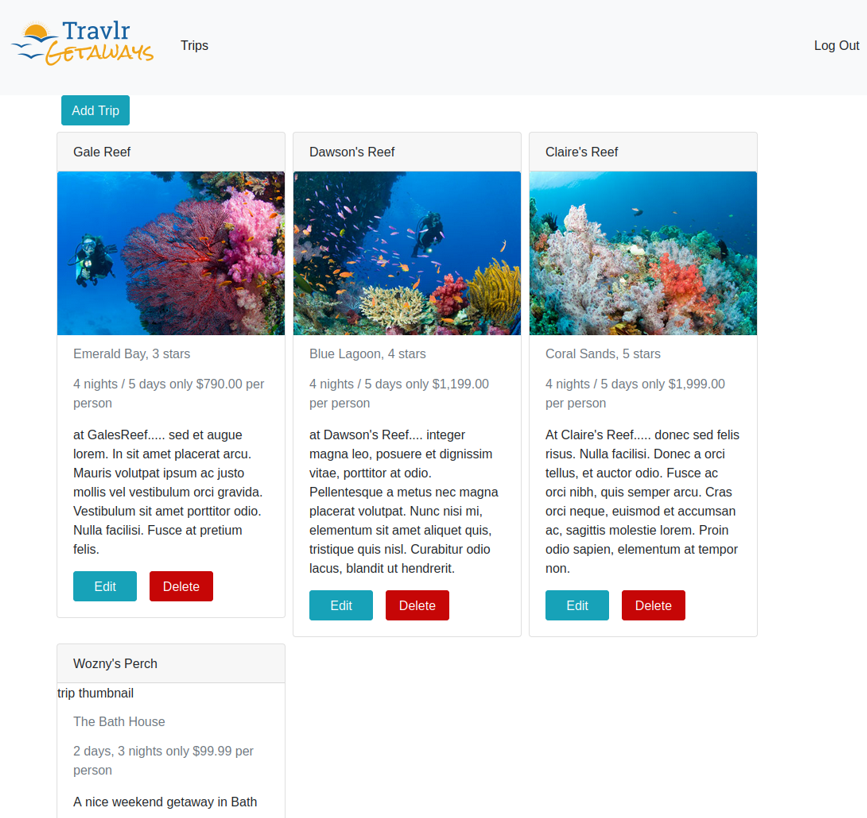 Travlr
GETAWAYS
Trips
Log Out
Add Trip
Gale Reef
Emerald Bay, 3 stars
4 nights / 5 days only $790.00 per
person
at GalesReef..... sed et augue
lorem. In sit amet placerat arcu.
Mauris volutpat ipsum ac justo
mollis vel vestibulum orci gravida.
Vestibulum sit amet porttitor odio.
Nulla facilisi. Fusce at pretium
felis.
Edit
Delete
Dawson's Reef
Blue Lagoon, 4 stars
4 nights / 5 days only $1,199.00
per person
at Dawson's Reef.... integer
magna leo, posuere et dignissim
vitae, porttitor at odio.
Pellentesque a metus nec magna
placerat volutpat. Nunc nisi mi,
elementum sit amet aliquet quis,
tristique quis nisl. Curabitur odio
lacus, blandit ut hendrerit.
Edit
Delete
Claire's Reef
Coral Sands, 5 stars
4 nights / 5 days only $1,999.00
per person
At Claire's Reef..... donec sed felis
risus. Nulla facilisi. Donec a orci
tellus, et auctor odio. Fusce ac
orci nibh, quis semper arcu. Cras
orci neque, euismod et accumsan
ac, sagittis molestie lorem. Proin
odio sapien, elementum at tempor
non.
Edit
Delete
Wozny's Perch
trip thumbnail
The Bath House
2 days, 3 nights only $99.99 per
person
A nice weekend getaway in Bath